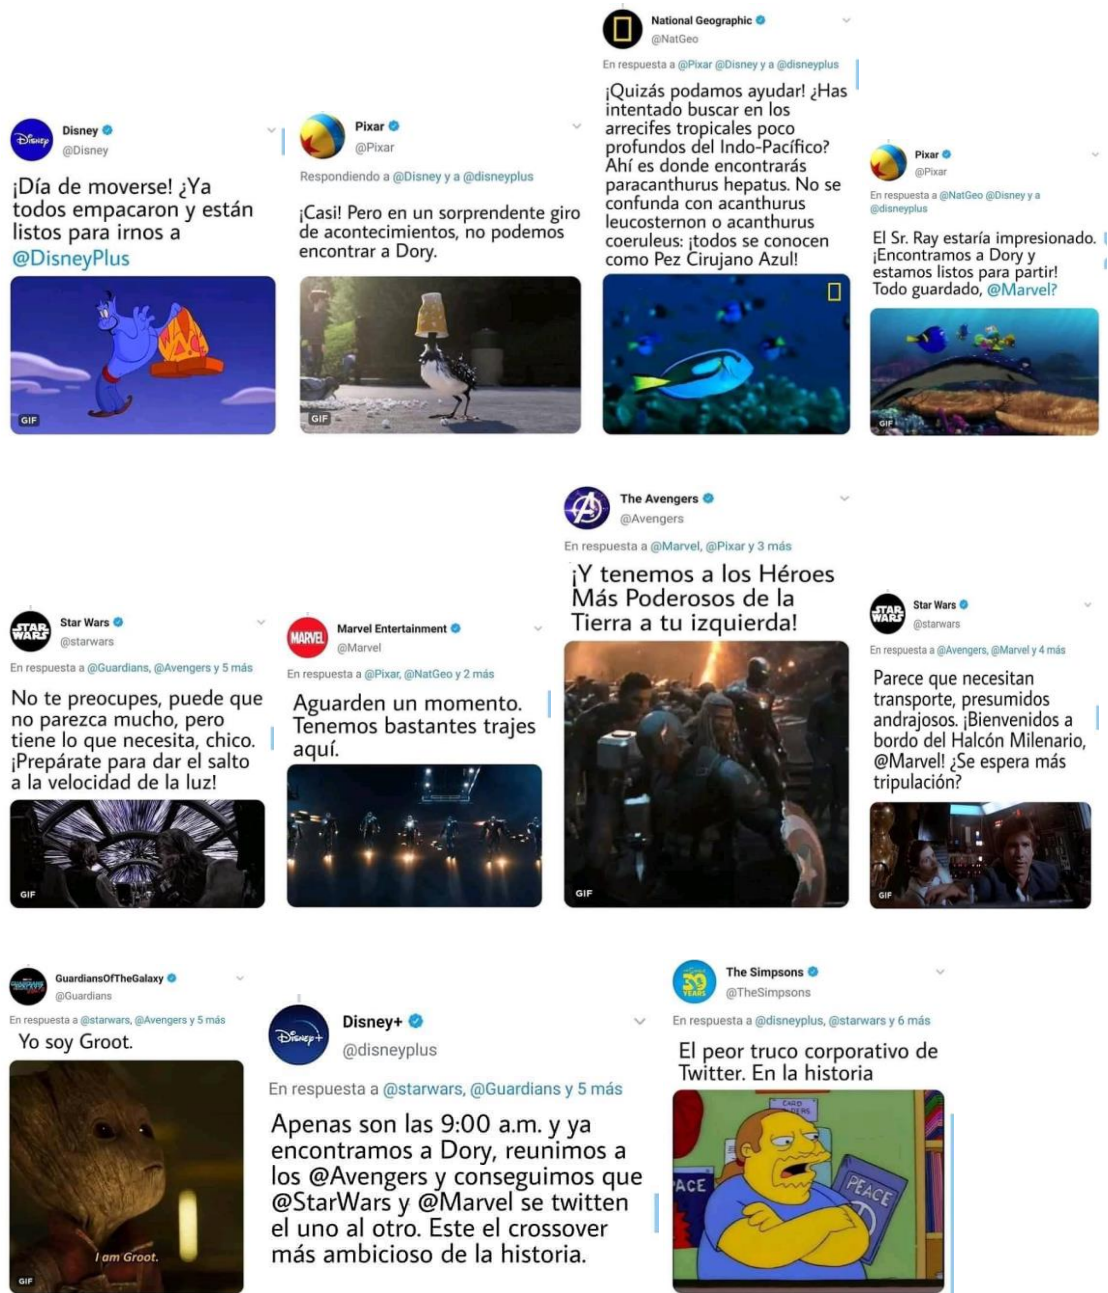 Disney
@Disney
¡Día de moverse! ¿Ya
todos empacaron y están
listos para irnos a
@DisneyPlus
GIF
Pixar
@Pixar
Respondiendo a @Disney y a @disneyplus
¡Casi! Pero en un sorprendente giro
de acontecimientos, no podemos
encontrar a Dory.
GIF
National Geographic
@NatGeo
En respuesta a @Pixar @Disney y a @disneyplus
¡Quizás podamos ayudar! ¿Has
intentado buscar en los
arrecifes tropicales poco
profundos del Indo-Pacífico?
Ahí es donde encontrarás
paracanthurus hepatus. No se
confunda con acanthurus
leucosternon o acanthurus
coeruleus: ¡todos se conocen
como Pez Cirujano Azul!
Pixar
@Pixar
En respuesta a @NatGeo @Disney y a
@disneyplus
El Sr. Ray estaría impresionado.
¡Encontramos a Dory y
estamos listos para partir!
Todo guardado, @Marvel?
GIF
STAR WARS
Star Wars
@starwars
En respuesta a @Guardians, @Avengers y 5 más
No te preocupes, puede que
no parezca mucho, pero
tiene lo que necesita, chico.
¡Prepárate para dar el salto
a la velocidad de la luz!
GIF
MARVEL
Marvel Entertainment
@Marvel
En respuesta a @Pixar, @NatGeo y 2 más
Aguarden un momento.
Tenemos bastantes trajes
aquí.
The Avengers
@Avengers
En respuesta a @Marvel, @Pixar y 3 más
¡Y tenemos a los Héroes
Más Poderosos de la
Tierra a tu izquierda!
GIF
STAR WARS
Star Wars
@starwars
En respuesta a @Avengers, @Marvel y 4 más
Parece que necesitan
transporte, presumidos
andrajosos. ¡Bienvenidos a
bordo del Halcón Milenario,
@Marvel! ¿Se espera más
tripulación?
GIF
GuardiansOfTheGalaxy
@Guardians
En respuesta a @starwars, @Avengers y 5 más
Yo soy Groot.
I am Groot.
GIF
Disney+
Disney+
@disneyplus
En respuesta a @starwars, @Guardians y 5 más
Apenas son las 9:00 a.m. y ya
encontramos a Dory, reunimos a
los @Avengers y conseguimos que
@StarWars y @Marvel se twitten
el uno al otro. Este el crossover
más ambicioso de la historia.
30
YEARS
The Simpsons
@TheSimpsons
En respuesta a @disneyplus, @starwars y 6 más
El peor truco corporativo de
Twitter. En la historia
CARD
PEACE